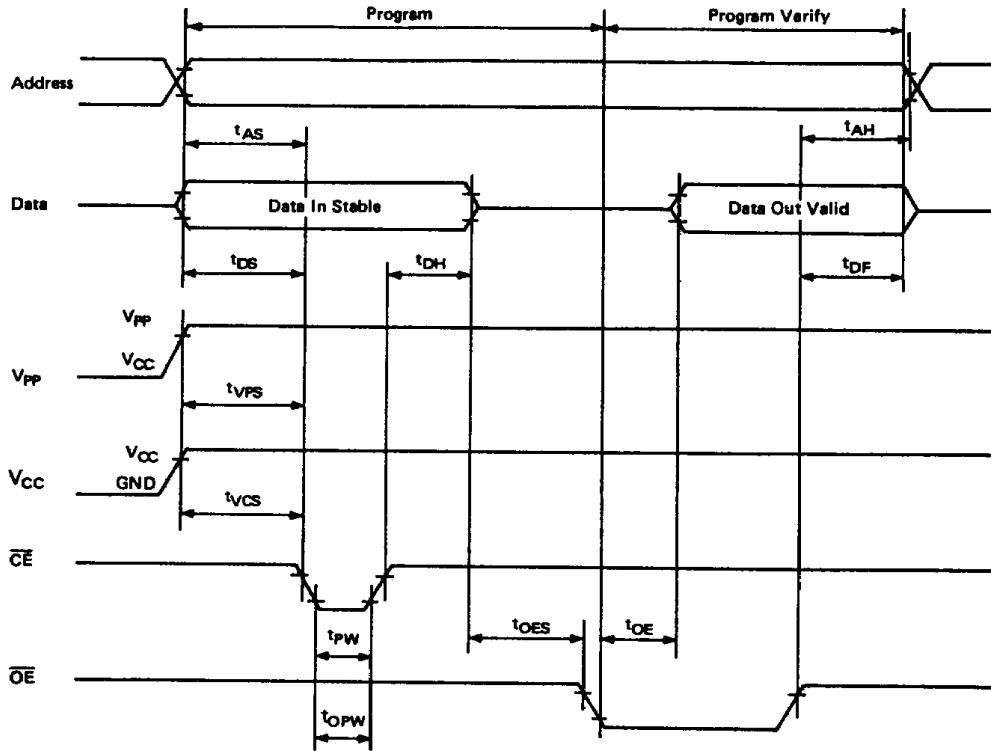 Program
Program Verify
Address
tAS
tAH
Data
Data In Stable
Data Out Valid
tDS
tDH
tDF
VPP
VCC
VPP
tVPS
VCC
VCC
GND
tVCS
CE
tOES
tOE
tPW
OE
tOPW